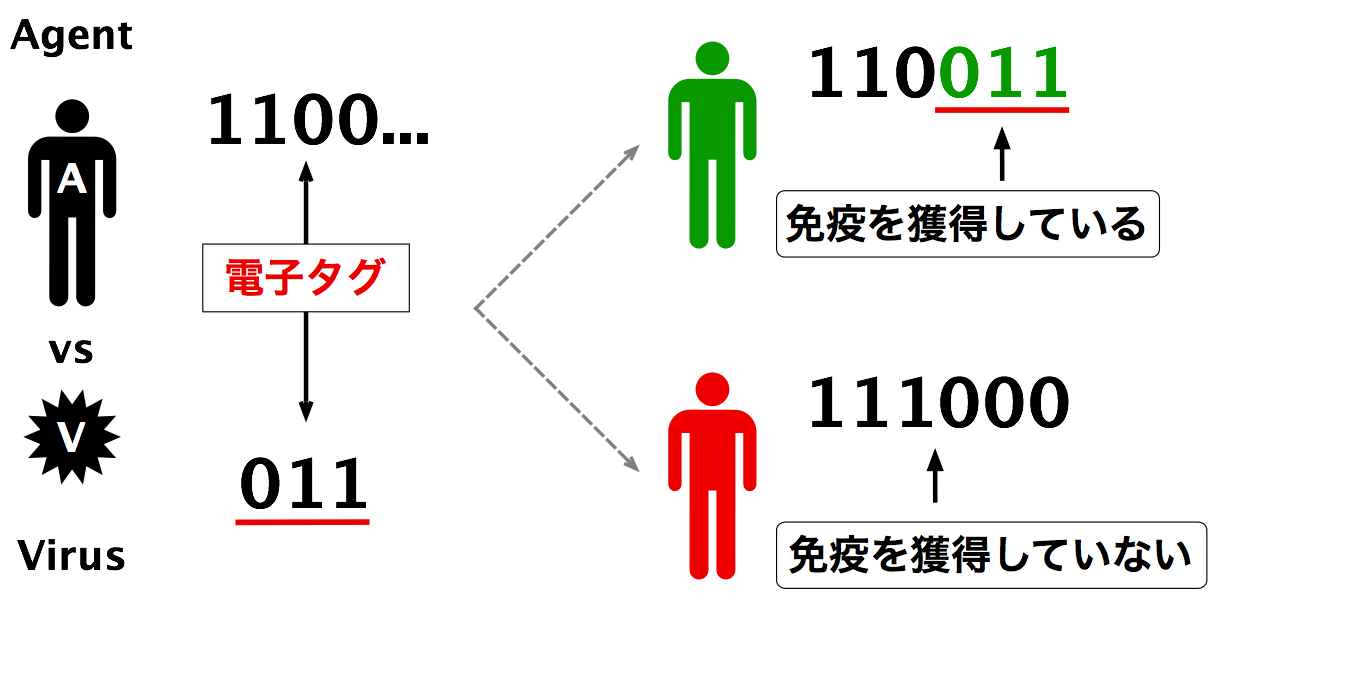 Agent
A
1100...
電子タグ
vs
V
011
Virus
110011
免疫を獲得している
111000
免疫を獲得していない